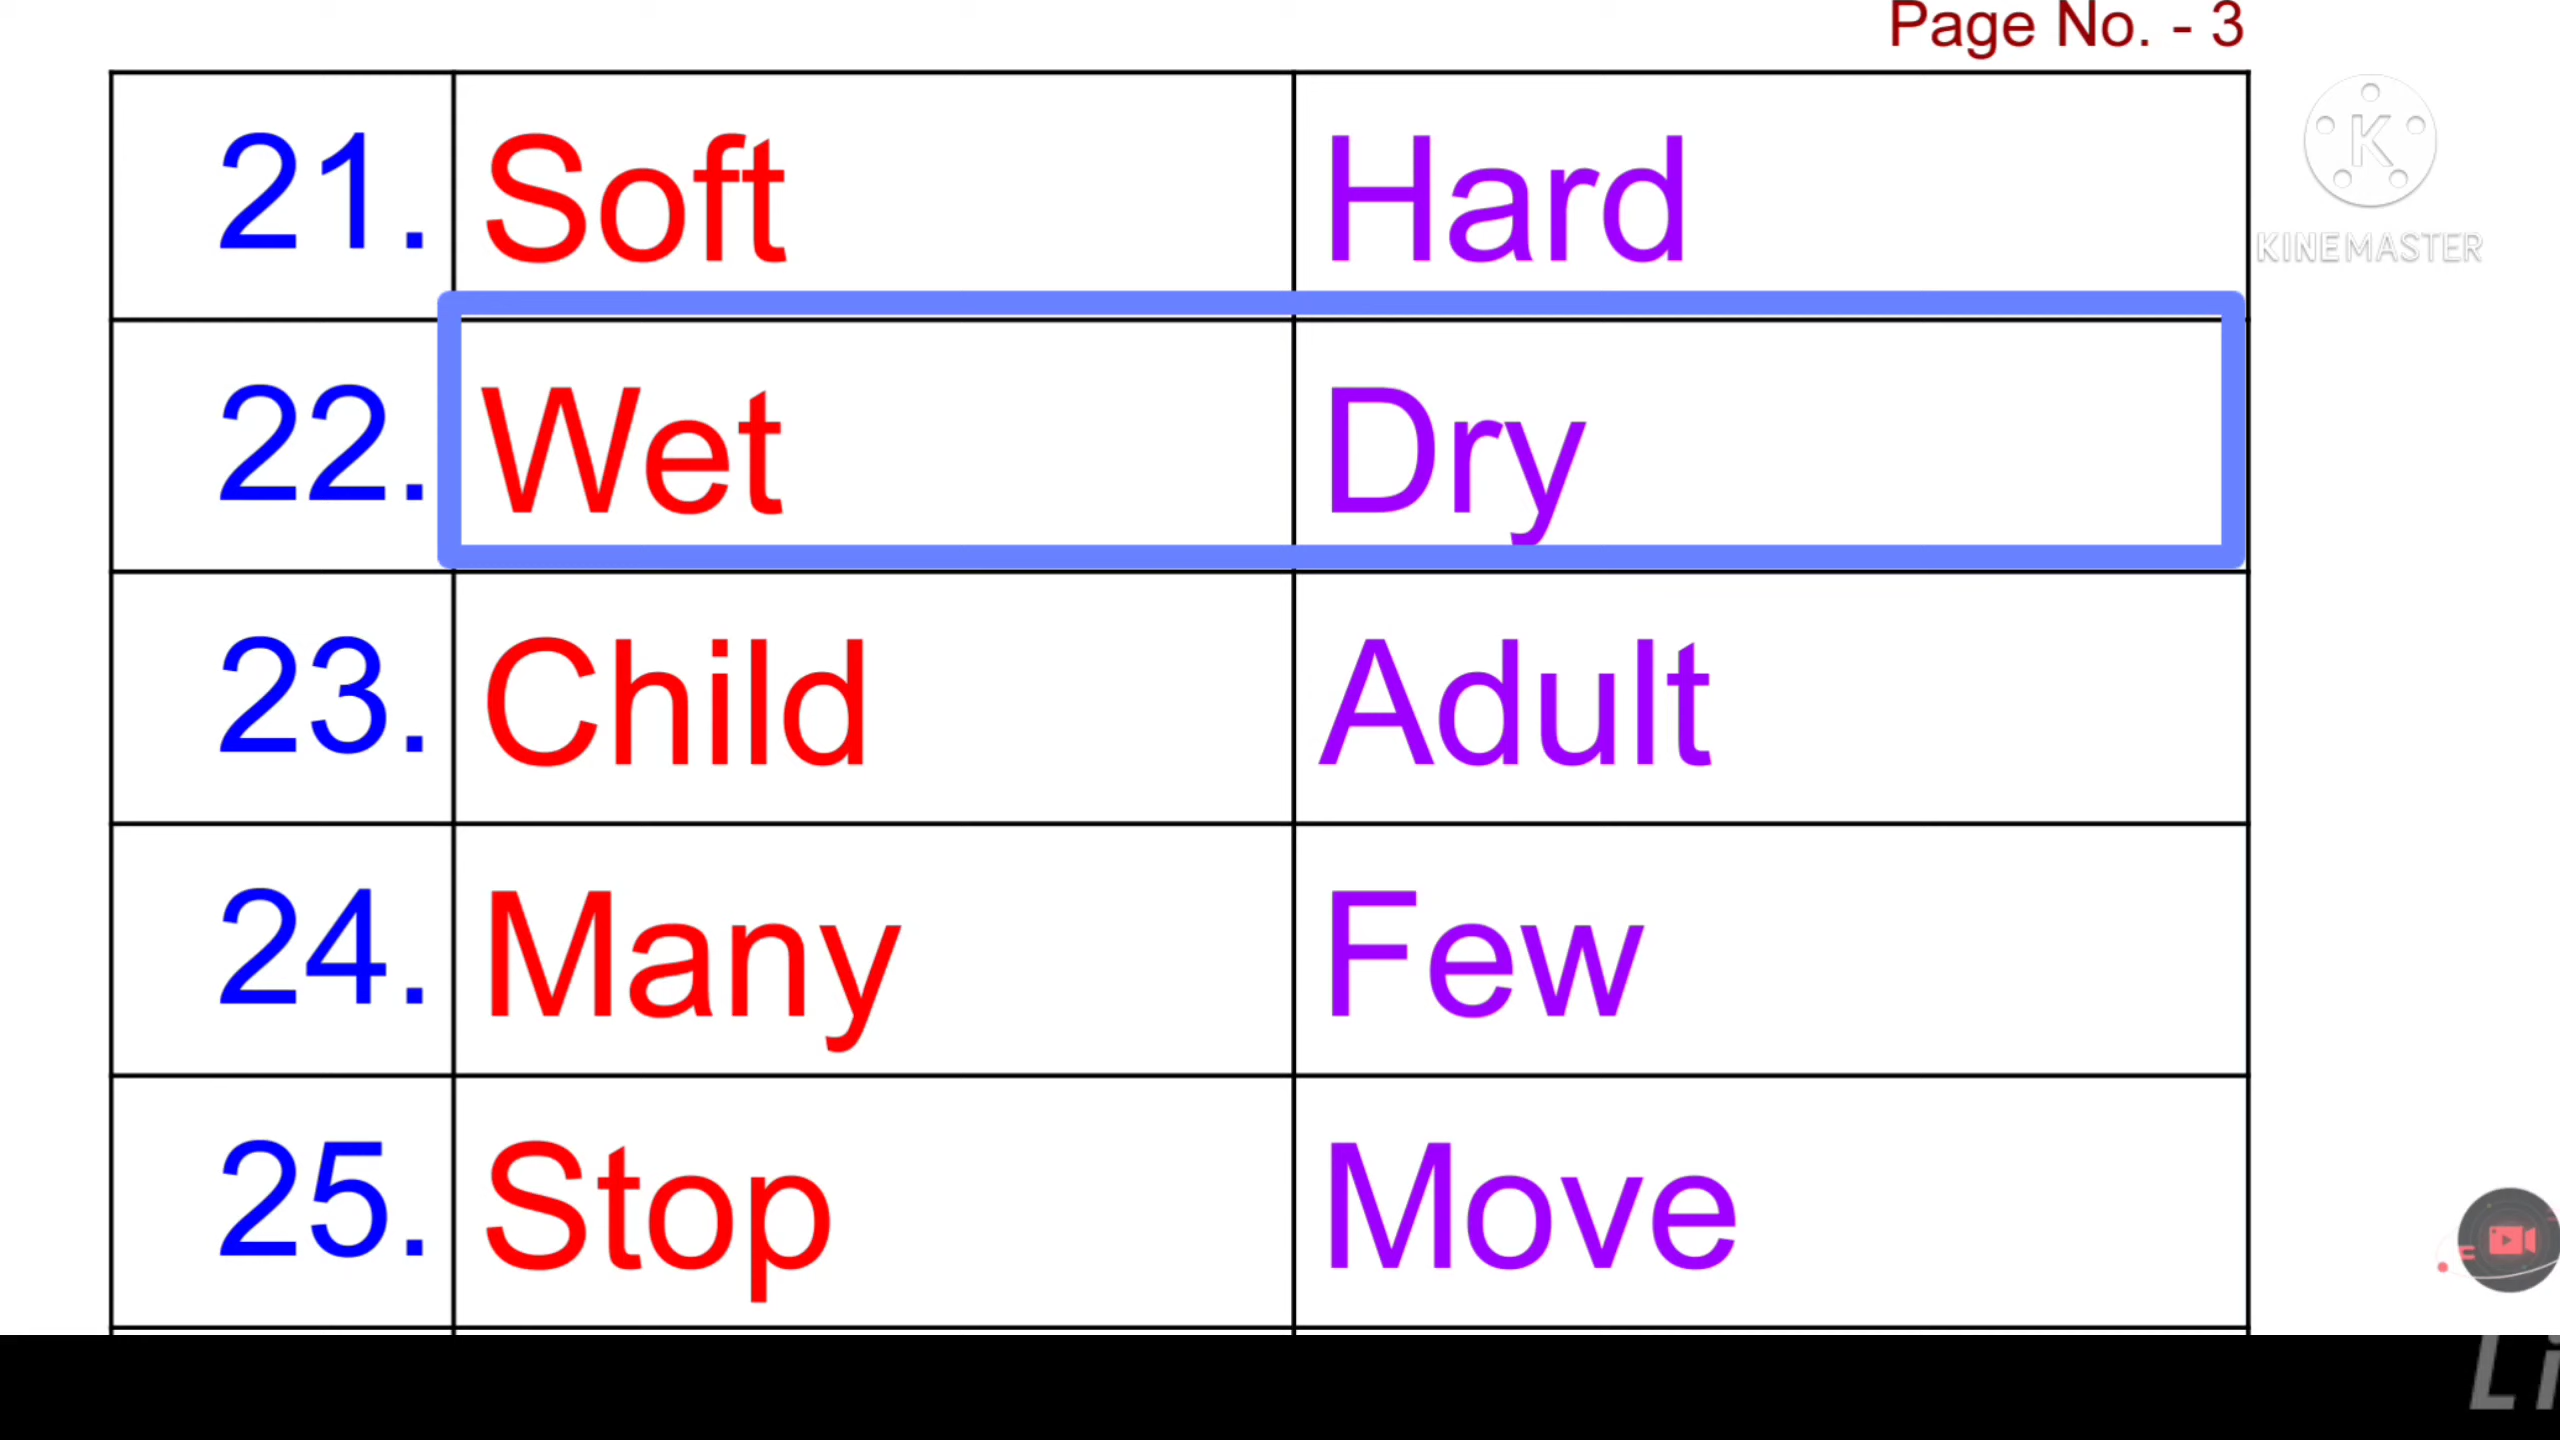 Page No. - 3
21. Soft Hard
KINEMASTER
22. Wet Dry
23. Child Adult
24. Many Few
25. Stop Move
Li